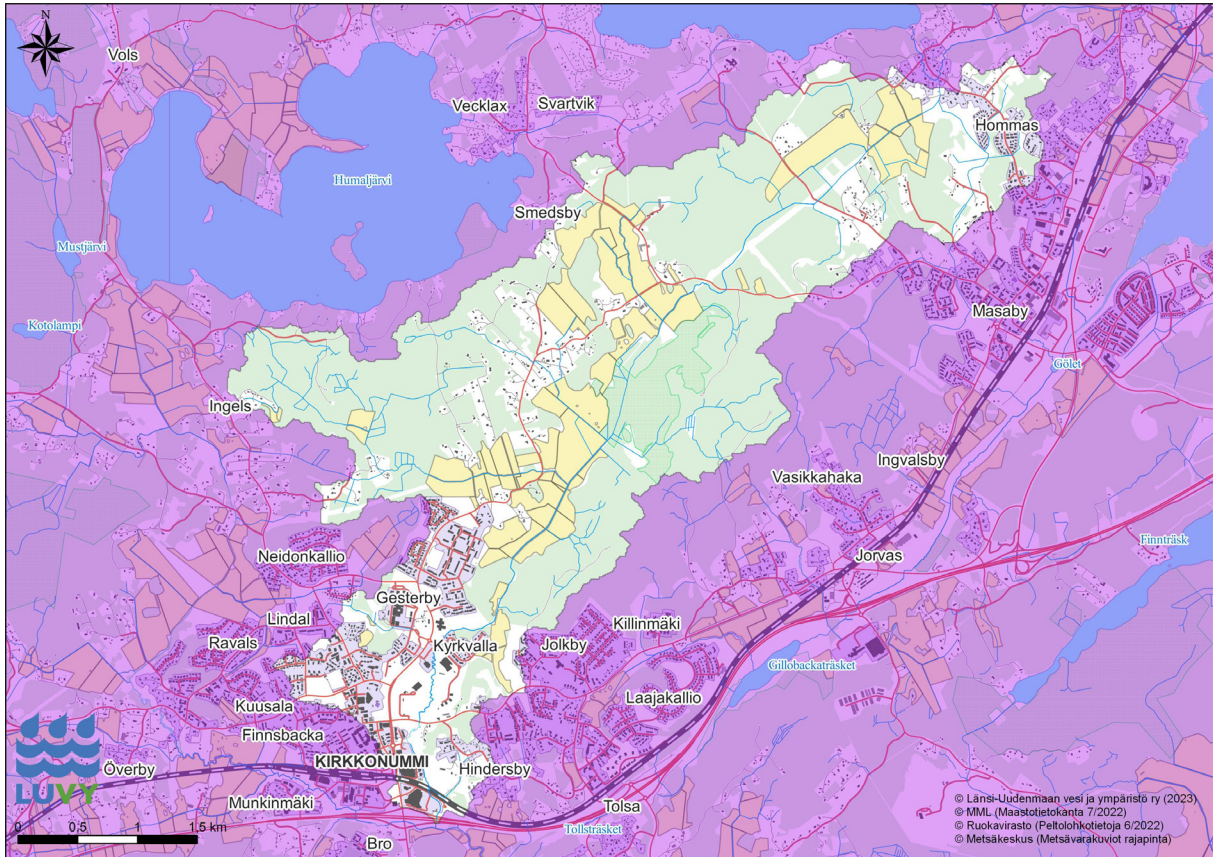 N
Vols
Vecklax
Svartvik
Hommas
Humaljärvi
Smedsby
Mustjärvi
Kotolampi
Masaby
Gölet
Ingels
Ingvalsby
Vasikkahaka
Neidonkallio
Jorvas
Finnträsk
Gesterby
Lindal
Killinmäki
Ravals
Kyrkvalla
Jolkby
Gillobackaträsket
Laajakallio
Kuusala
Finnsbacka
KIRKKONUMMI
Överby
Hindersby
LUVY
Munkinmäki
Tolsa
0 0,5 1 1,5 km
Tollsträsket
Bro
© Länsi-Uudenmaan vesi ja ympäristö ry (2023)
© MML (Maastotietokanta 7/2022)
© Ruokavirasto (Peltolohkotietoja 6/2022)
© Metsäkeskus (Metsävarakuviot rajapinta)